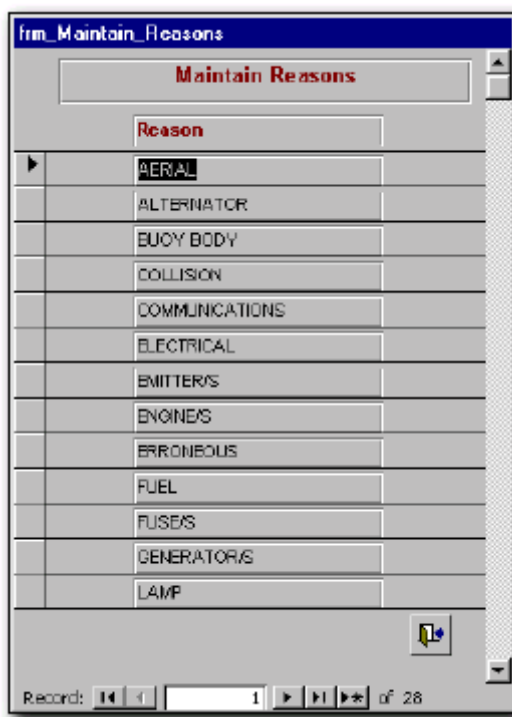 frm_Maintain_Reasons
Maintain Reasons
Reason
AERIAL
ALTERNATOR
BUOY BODY
COLLISION
COMMUNICATIONS
ELECTRICAL
EMITTER/S
ENGINE/S
ERRONEOUS
FUEL
FUSE/S
GENERATOR/S
LAMP
Record: 1 of 28